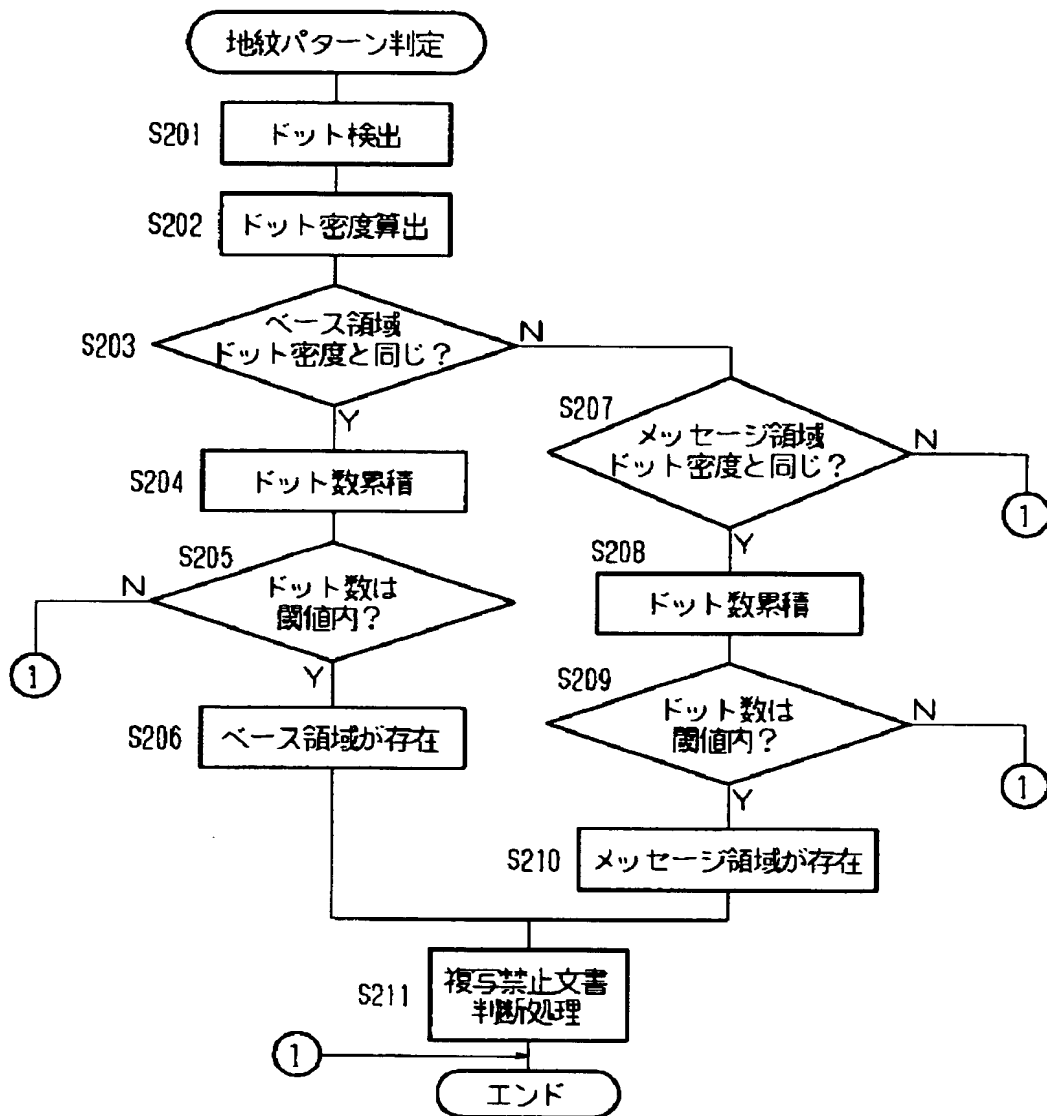 地紋パターン判定
S201
ドット検出
S202
ドット密度算出
S203
ベース領域
ドット密度と同じ?
N
Y
S207
メッセージ領域
ドット密度と同じ?
N
Y
①
S204
ドット数累積
S205
ドット数は
閾値内?
N
Y
①
S208
ドット数累積
S209
ドット数は
閾値内?
N
Y
①
S206
ベース領域が存在
S210
メッセージ領域が存在
S211
複写禁止文書
判断処理
①
エンド